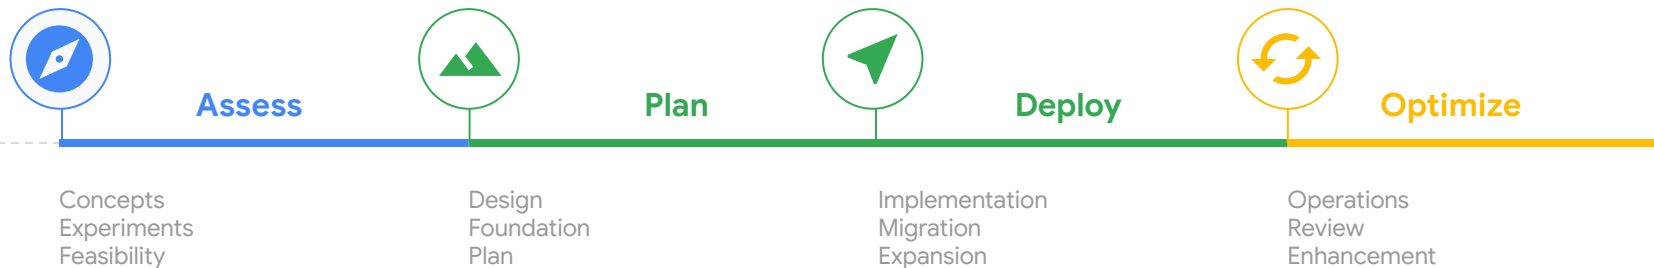 Assess
Plan
Deploy
Optimize
Concepts
Experiments
Feasibility
Design
Foundation
Plan
Implementation
Migration
Expansion
Operations
Review
Enhancement